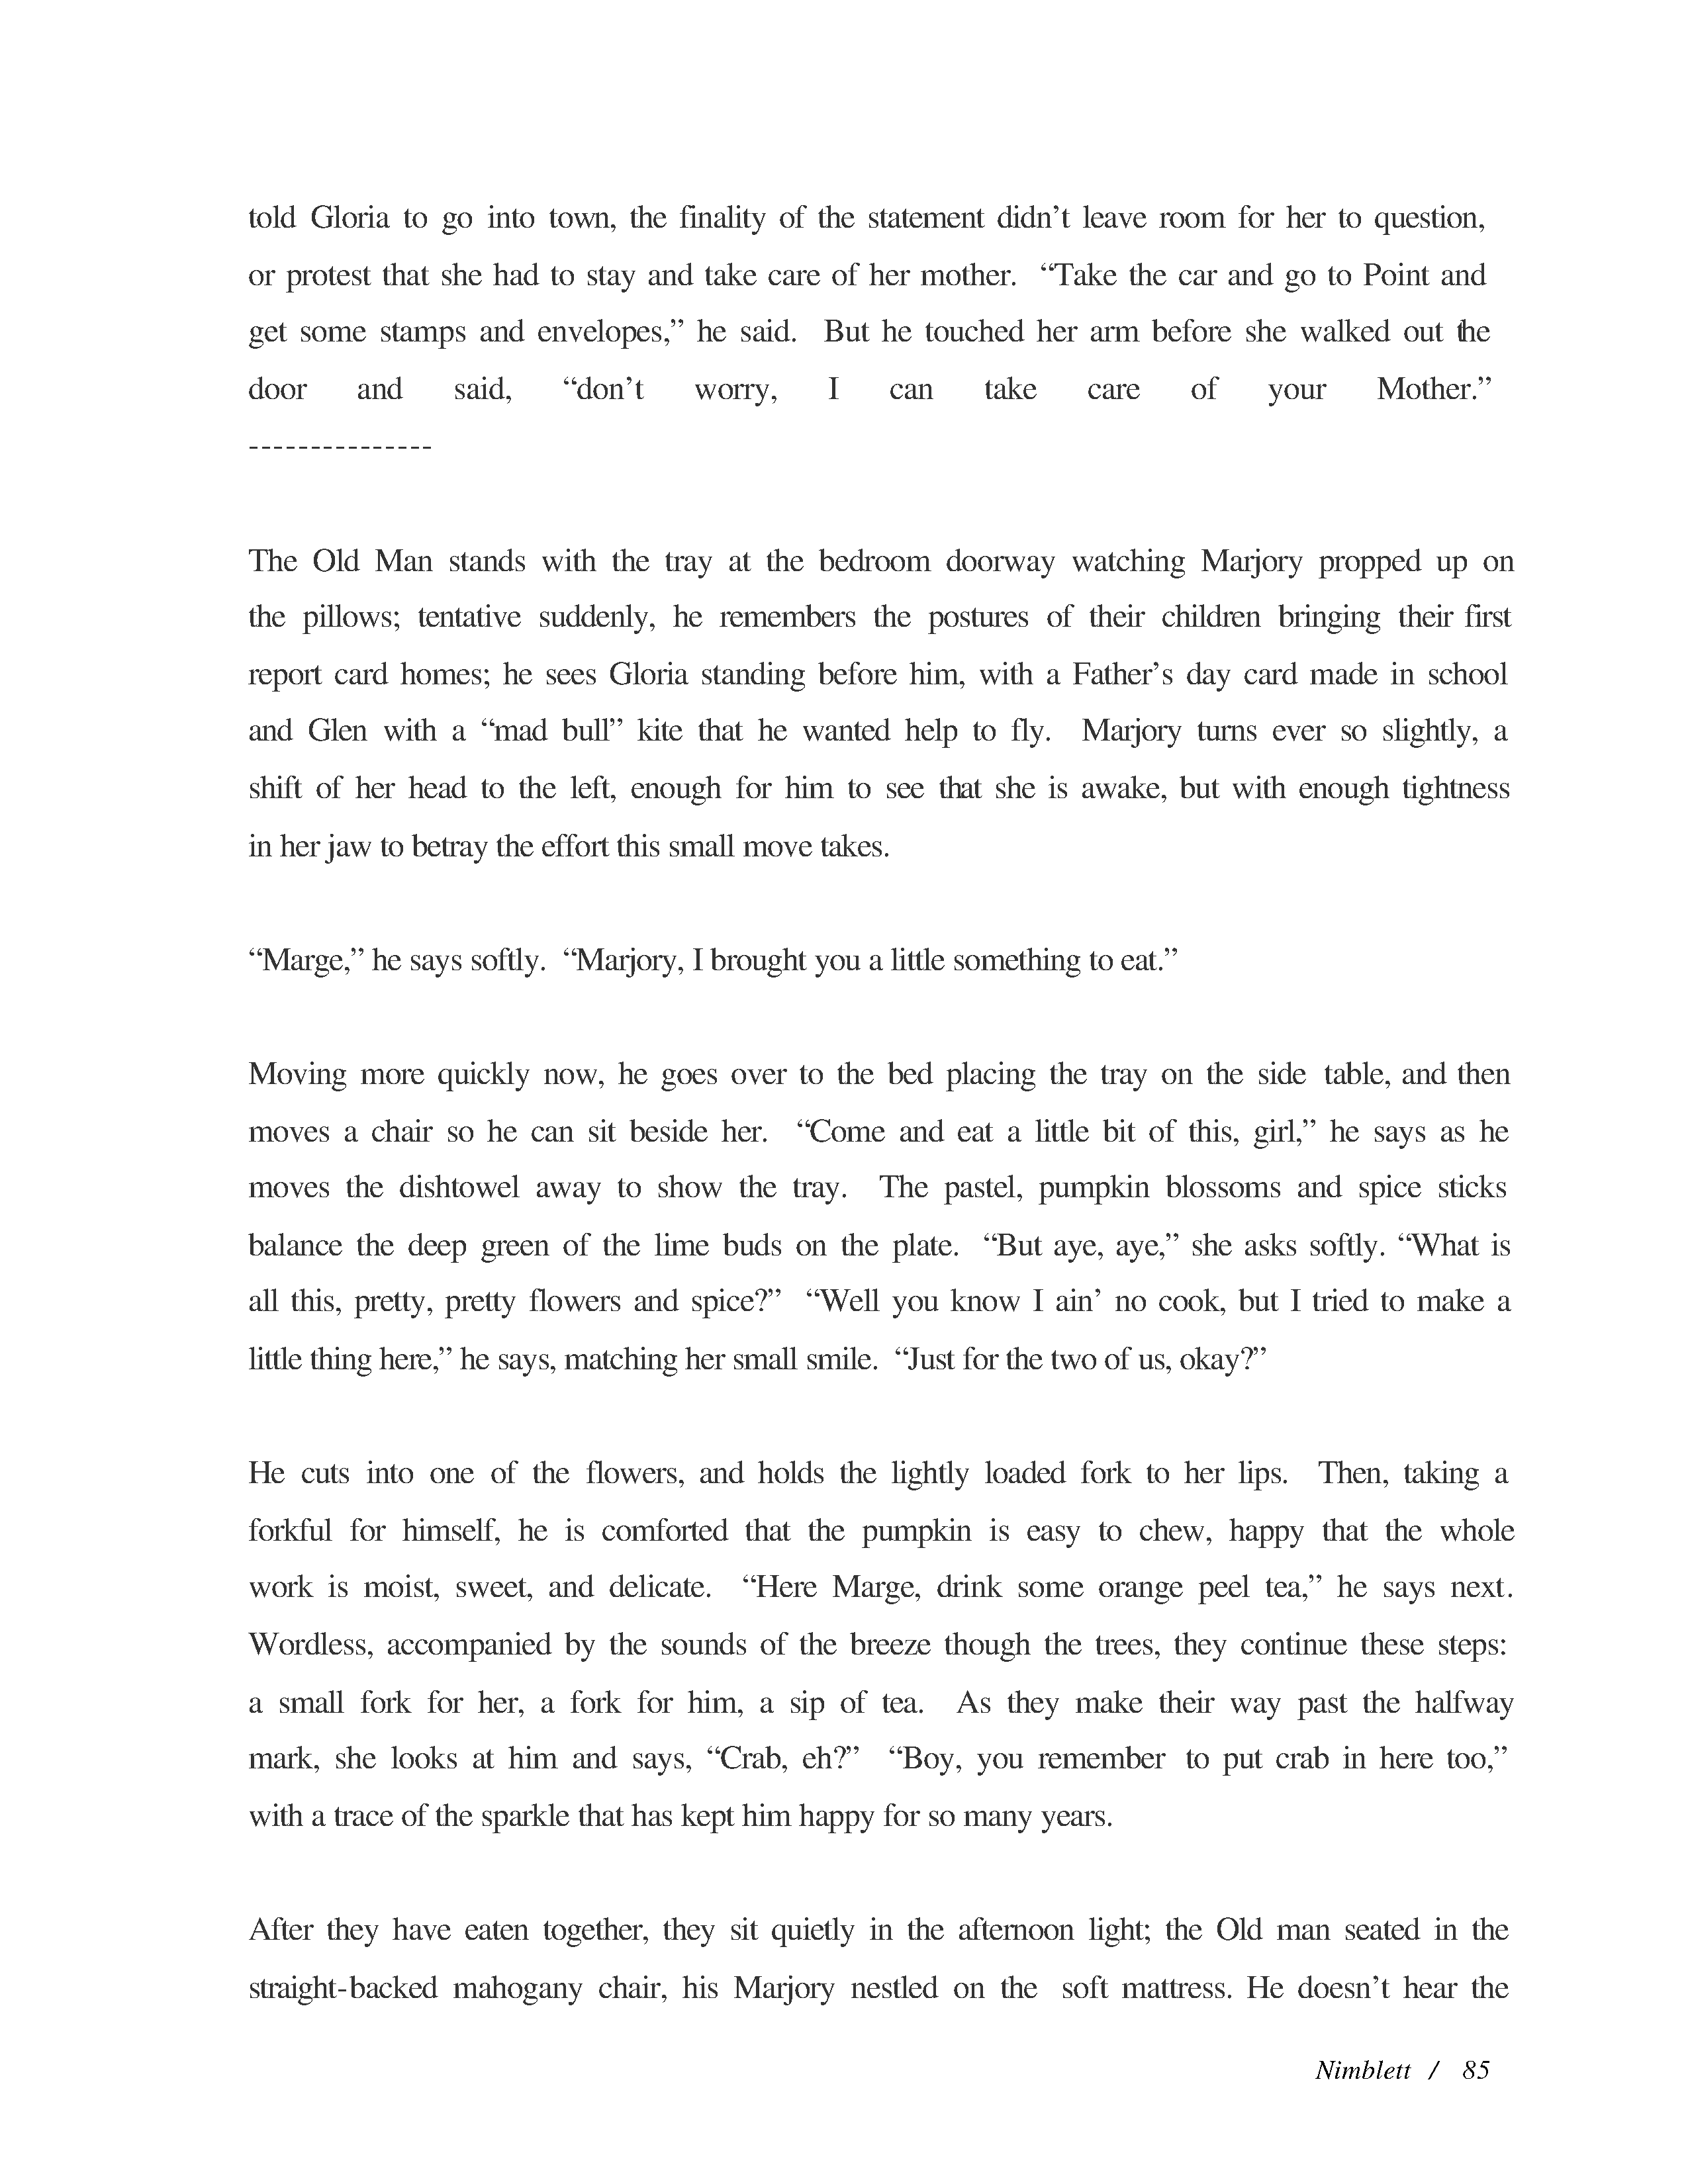 told Gloria to go into town, the finality of the statement didn’t leave room for her to question,
or protest that she had to stay and take care of her mother.  “Take the car and go to Point and
get some stamps and envelopes,” he said.  But he touched her arm before she walked out the
door and said, “don’t worry, I can take care of your Mother.”
---------------
The Old Man stands with the tray at the bedroom doorway watching Marjory propped up on
the pillows; tentative suddenly, he remembers the postures of their children bringing their first
report card homes; he sees Gloria standing before him, with a Father’s day card made in school
and Glen with a “mad bull” kite that he wanted help to fly.  Marjory turns ever so slightly, a
shift of her head to the left, enough for him to see that she is awake, but with enough tightness
in her jaw to betray the effort this small move takes.
“Marge,” he says softly.  “Marjory, I brought you a little something to eat.”
Moving more quickly now, he goes over to the bed placing the tray on the side table, and then
moves a chair so he can sit beside her.  “Come and eat a little bit of this, girl,” he says as he
moves the dishtowel away to show the tray.  The pastel, pumpkin blossoms and spice sticks
balance the deep green of the lime buds on the plate.  “But aye, aye,” she asks softly. “What is
all this, pretty, pretty flowers and spice?”  “Well you know I ain’ no cook, but I tried to make a
little thing here,” he says, matching her small smile.  “Just for the two of us, okay?”
He cuts into one of the flowers, and holds the lightly loaded fork to her lips.  Then, taking a
forkful for himself, he is comforted that the pumpkin is easy to chew, happy that the whole
work is moist, sweet, and delicate.  “Here Marge, drink some orange peel tea,” he says next.
Wordless, accompanied by the sounds of the breeze though the trees, they continue these steps:
a small fork for her, a fork for him, a sip of tea.  As they make their way past the halfway
mark, she looks at him and says, “Crab, eh?”  “Boy, you remember to put crab in here too,”
with a trace of the sparkle that has kept him happy for so many years.
After they have eaten together, they sit quietly in the afternoon light; the Old man seated in the
straight-backed mahogany chair, his Marjory nestled on the soft mattress. He doesn’t hear the
Nimblett / 85